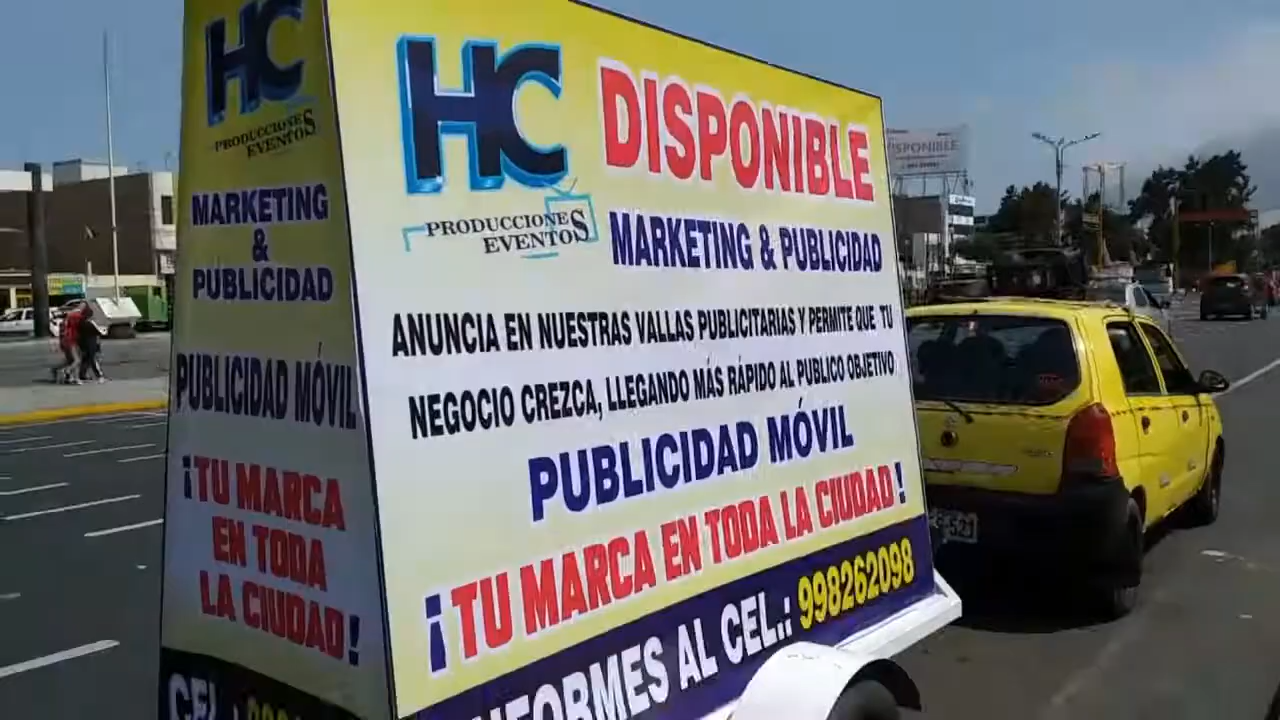 HC
PRODUCCIONES
EVENTOS
MARKETING
&
PUBLICIDAD
PUBLICIDAD MÓVIL
¡TU MARCA
EN TODA
LA CIUDAD!
CEL.:
HC
PRODUCCIONES
EVENTOS
DISPONIBLE
MARKETING & PUBLICIDAD
ANUNCIA EN NUESTRAS VALLAS PUBLICITARIAS Y PERMITE QUE TU
NEGOCIO CREZCA, LLEGANDO MÁS RÁPIDO AL PUBLICO OBJETIVO
PUBLICIDAD MÓVIL
¡TU MARCA EN TODA LA CIUDAD!
INFORMES AL CEL.: 998262098
DISPONIBLE